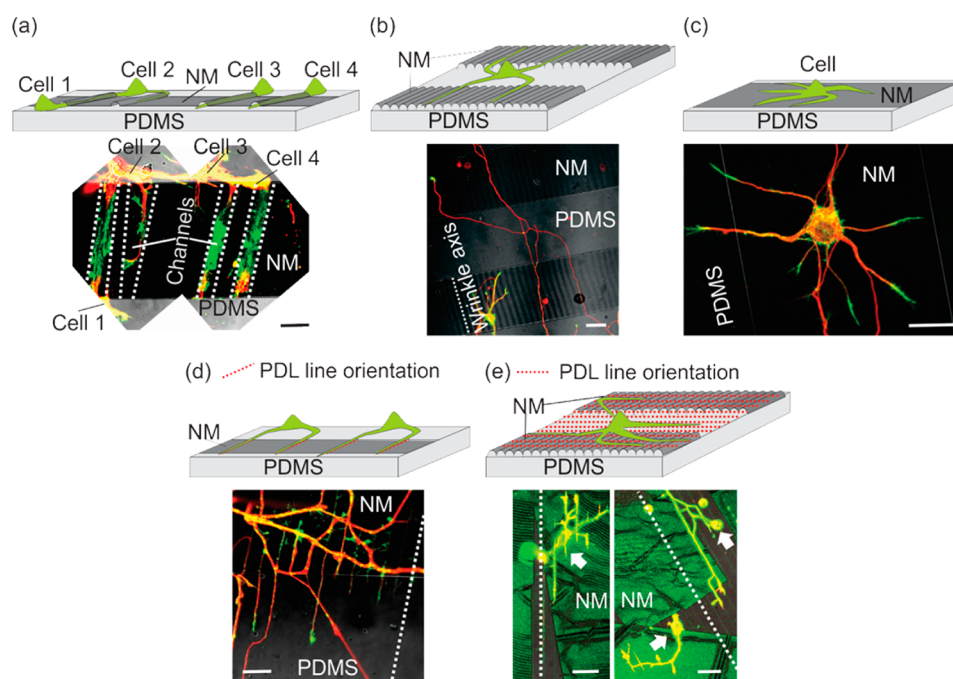 (a)
Cell 1
Cell 2
NM
Cell 3
Cell 4
PDMS
Cell 2
Cell 3
Cell 4
Channels
NM
PDMS
Cell 1
(b)
NM
PDMS
NM
PDMS
Wrinkle axis
(c)
Cell
NM
PDMS
NM
PDMS
(d)
PDL line orientation
NM
PDMS
NM
PDMS
(e)
PDL line orientation
NM
PDMS
NM
NM